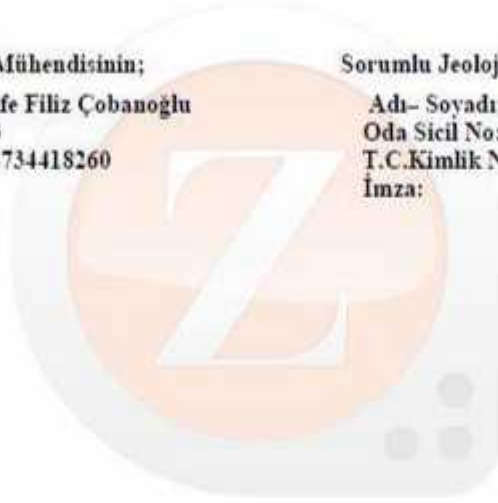 Mühendisinin; Sorumlu Jeoloj
fe Filiz Çobanoğlu Adı– Soyadı
Oda Sicil No:
734418260 T.C.Kimlik N
İmza:
Z